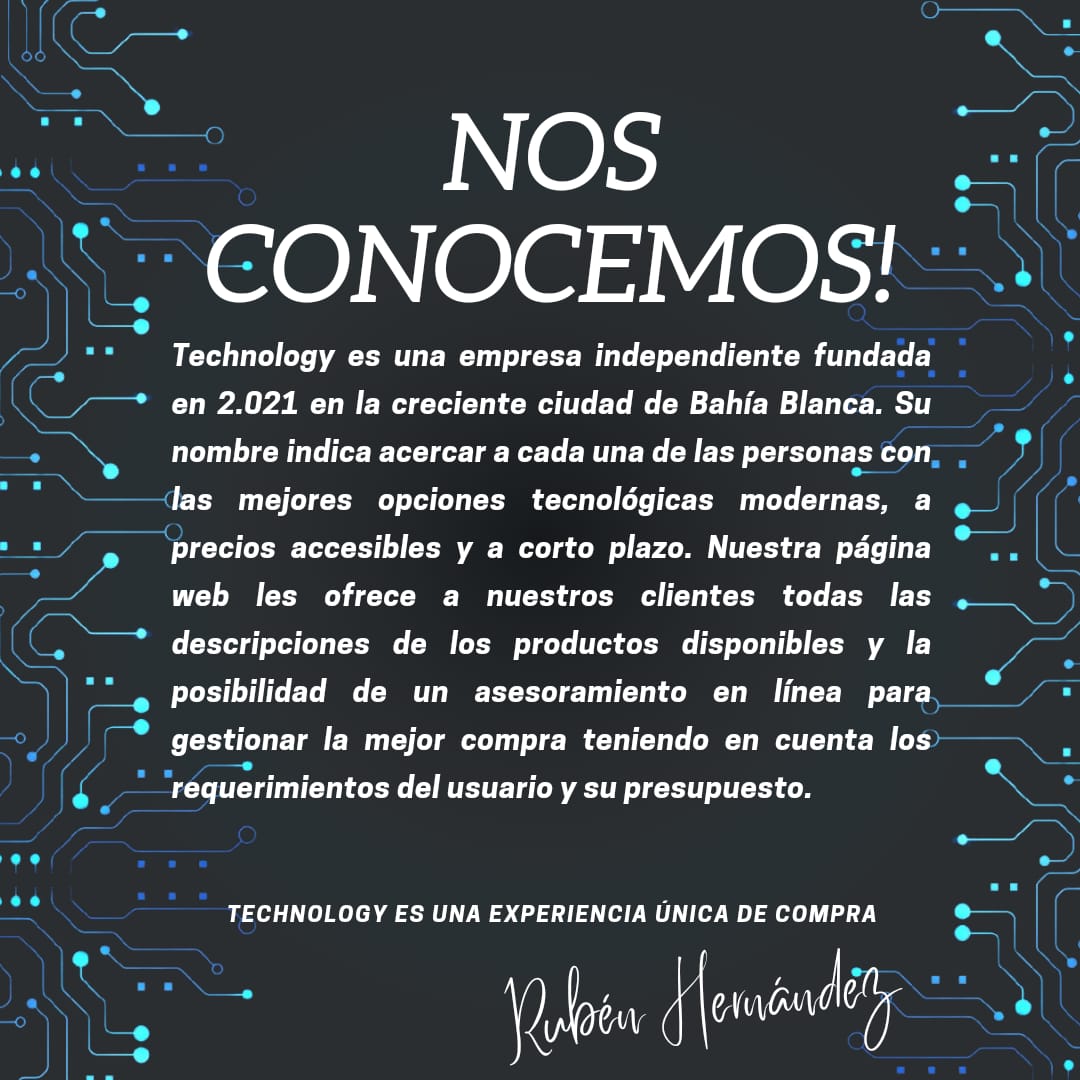 NOS
CONOCEMOS!
Technology es una empresa independiente fundada
en 2.021 en la creciente ciudad de Bahía Blanca. Su
nombre indica acercar a cada una de las personas con
las mejores opciones tecnológicas modernas, a
precios accesibles y a corto plazo. Nuestra página
web les ofrece a nuestros clientes todas las
descripciones de los productos disponibles y la
posibilidad de un asesoramiento en línea para
gestionar la mejor compra teniendo en cuenta los
requerimientos del usuario y su presupuesto.
TECHNOLOGY ES UNA EXPERIENCIA ÚNICA DE COMPRA
Rubén Hernández